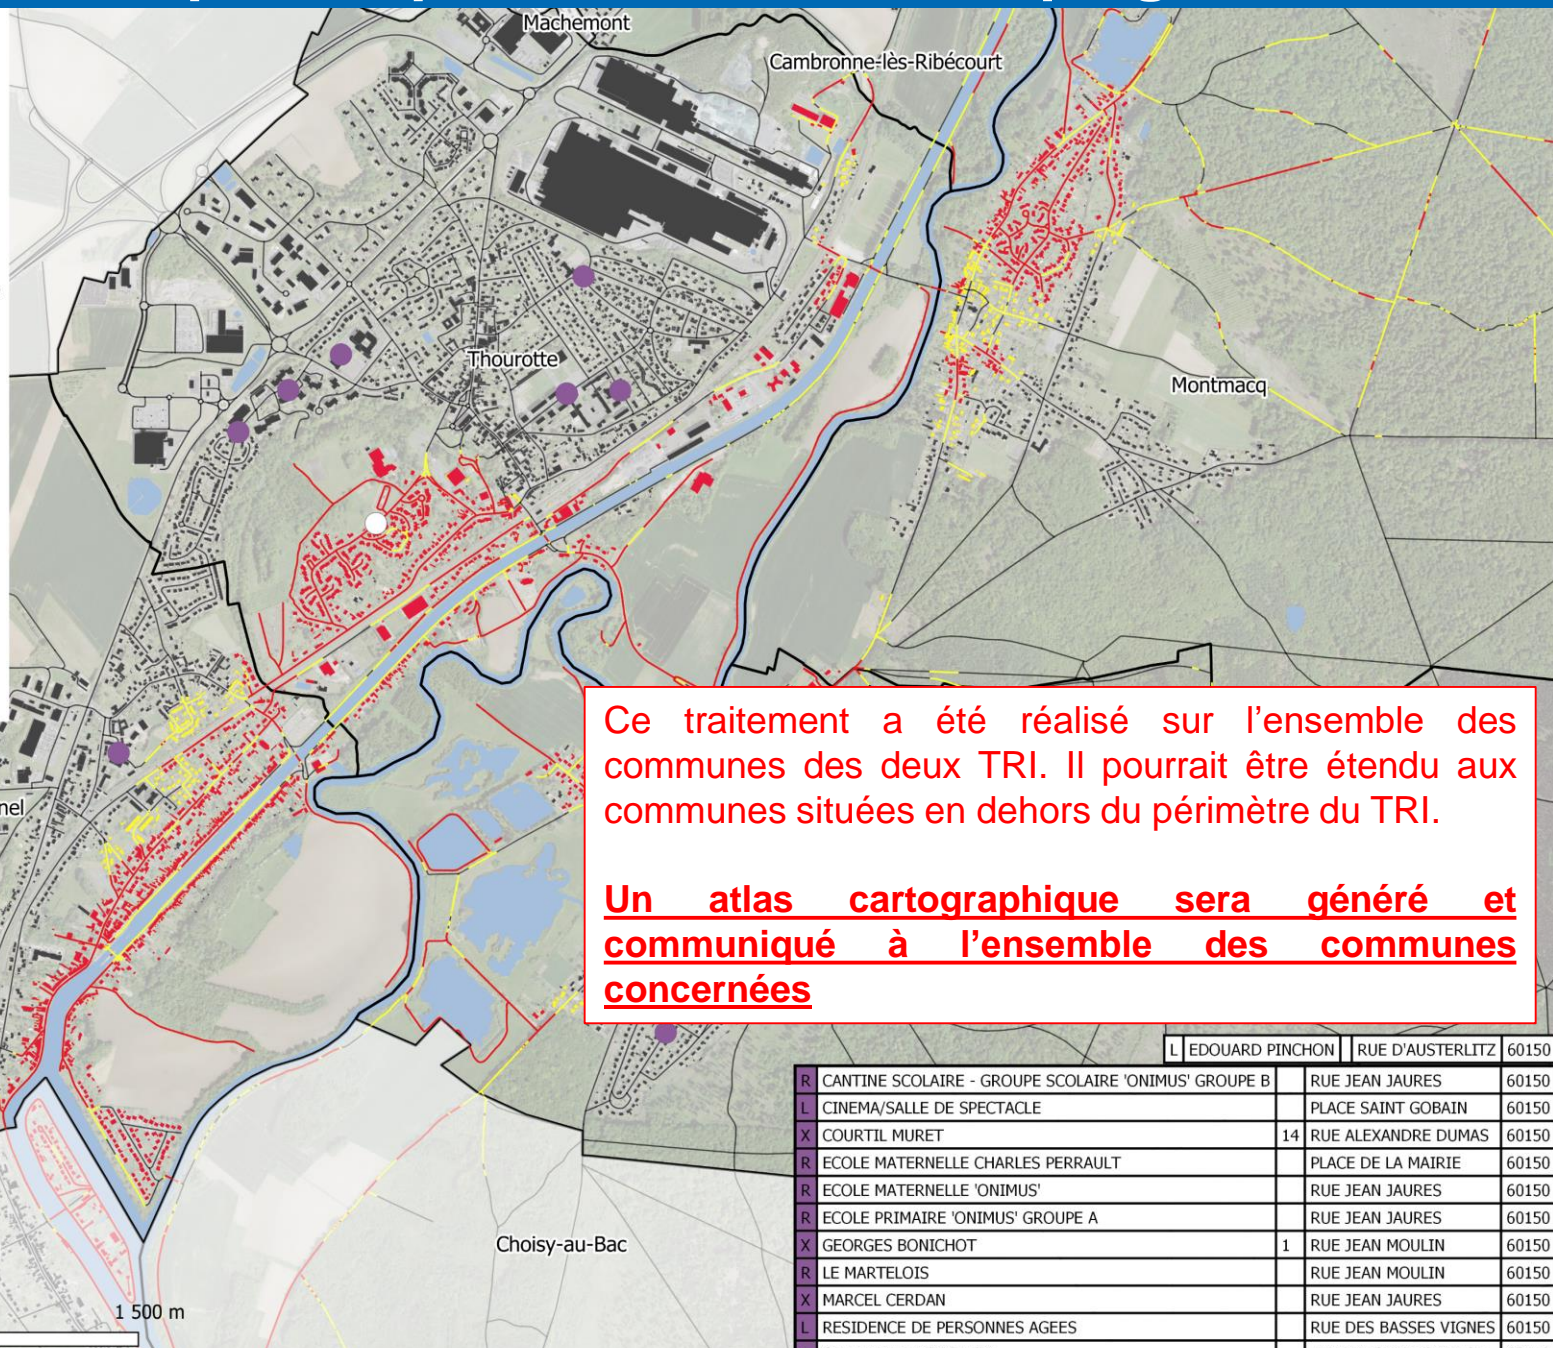 Machemont
Cambronne-lès-Ribécourt
Thourotte
Montmacq
Ce traitement a été réalisé sur l’ensemble des
communes des deux TRI. Il pourrait être étendu aux
communes situées en dehors du périmètre du TRI.
nel
Un atlas cartographique sera généré et
communiqué à l’ensemble des communes
concernées
L EDOUARD PINCHON RUE D'AUSTERLITZ 60150
R CANTINE SCOLAIRE - GROUPE SCOLAIRE 'ONIMUS' GROUPE B RUE JEAN JAURES 60150
L CINEMA/SALLE DE SPECTACLE PLACE SAINT GOBAIN 60150
X COURTIL MURET 14 RUE ALEXANDRE DUMAS 60150
R ECOLE MATERNELLE CHARLES PERRAULT PLACE DE LA MAIRIE 60150
R ECOLE MATERNELLE 'ONIMUS' RUE JEAN JAURES 60150
R ECOLE PRIMAIRE 'ONIMUS' GROUPE A RUE JEAN JAURES 60150
X GEORGES BONICHOT 1 RUE JEAN MOULIN 60150
R LE MARTELOIS RUE JEAN MOULIN 60150
X MARCEL CERDAN RUE JEAN JAURES 60150
L RESIDENCE DE PERSONNES AGEES RUE DES BASSES VIGNES 60150
Choisy-au-Bac
1 500 m